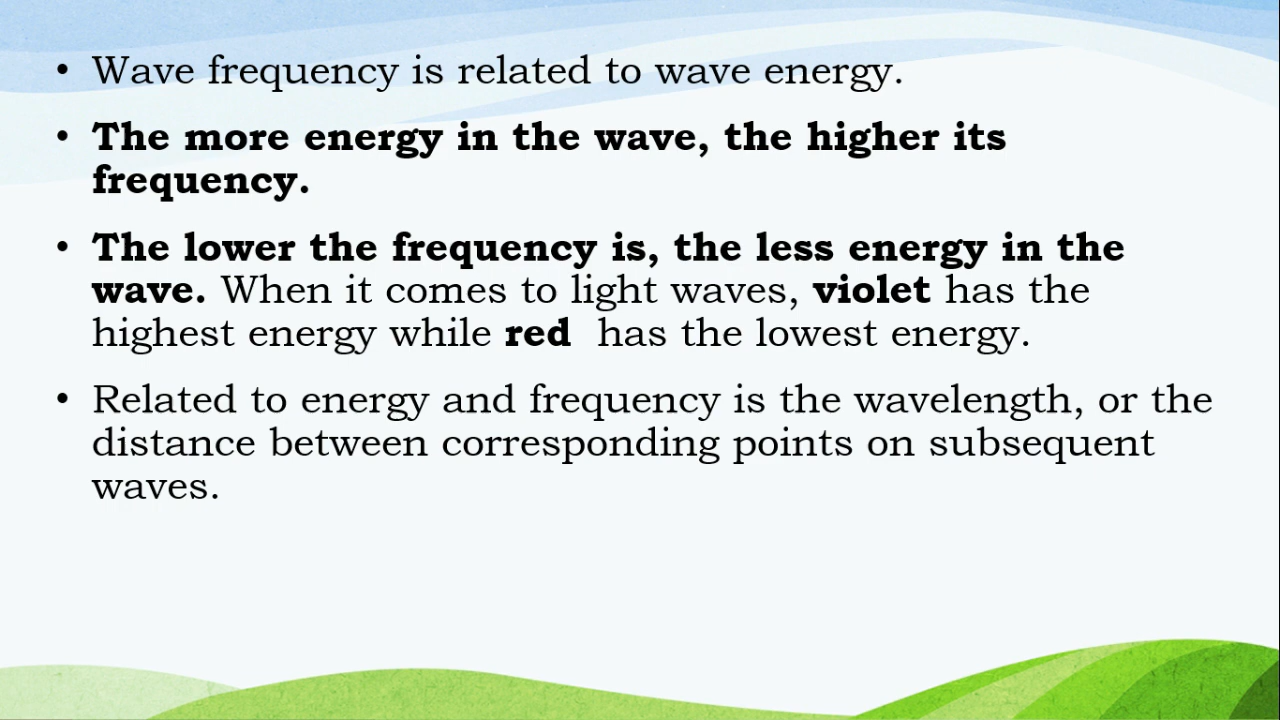 • Wave frequency is related to wave energy.
• The more energy in the wave, the higher its
frequency.
• The lower the frequency is, the less energy in the
wave. When it comes to light waves, violet has the
highest energy while red  has the lowest energy.
• Related to energy and frequency is the wavelength, or the
distance between corresponding points on subsequent
waves.